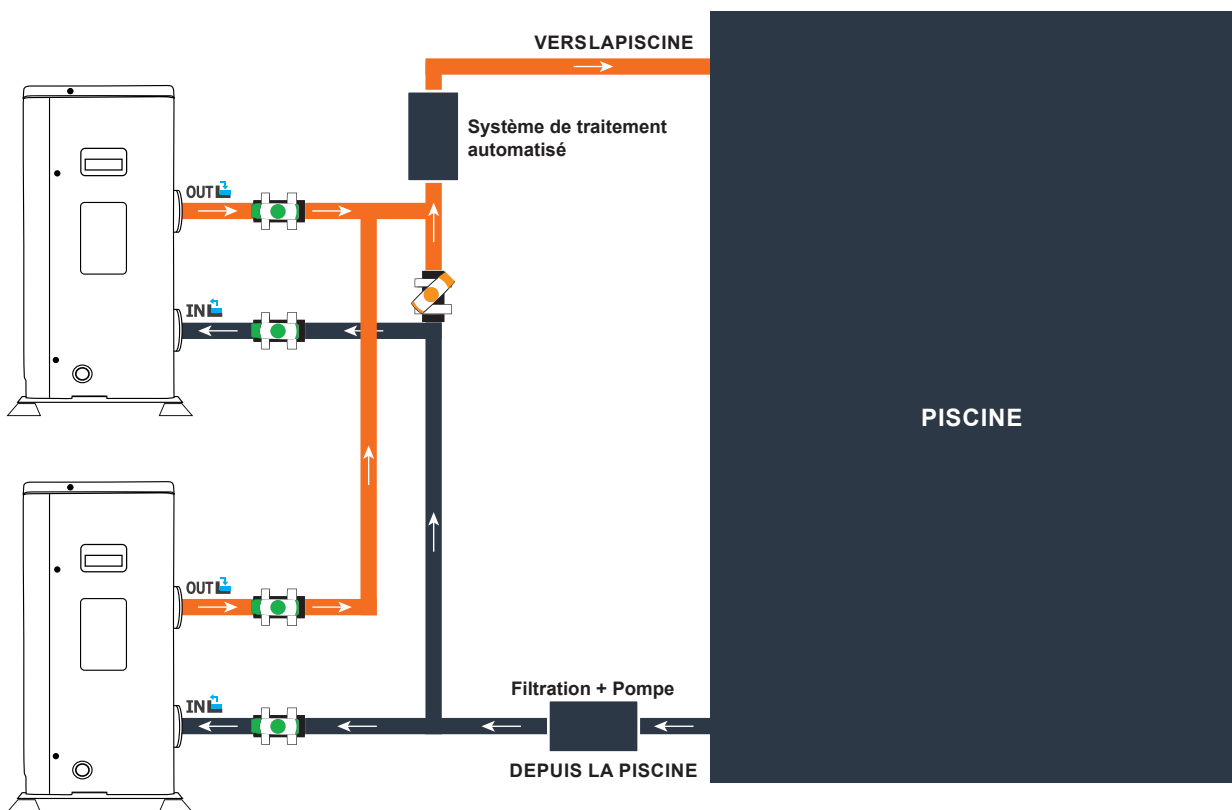 VERSLAPISCINE
Système de traitement
automatisé
OUT
IN
PISCINE
OUT
IN
Filtration + Pompe
DEPUIS LA PISCINE